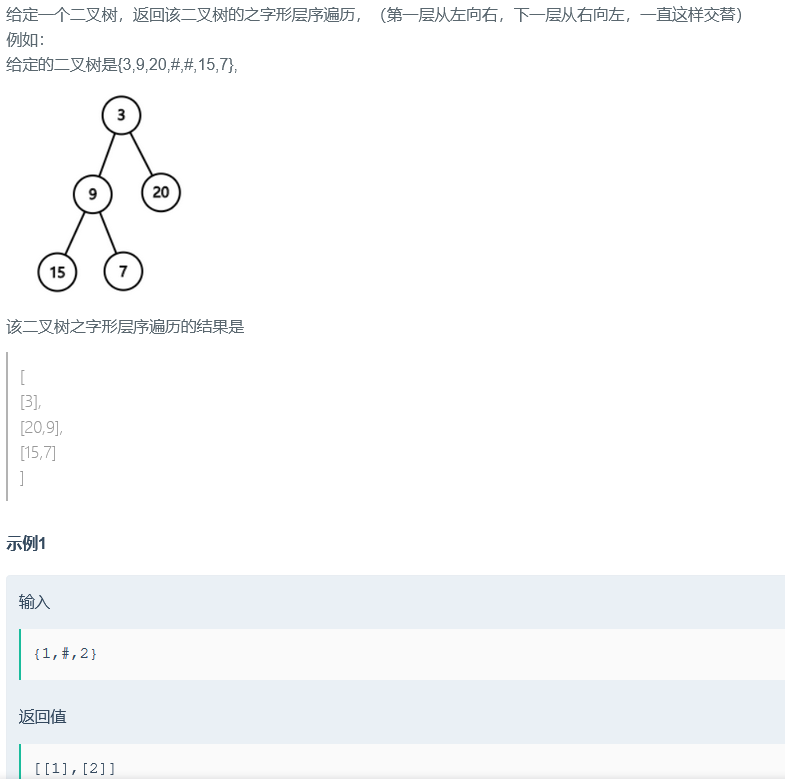 给定一个二叉树，返回该二叉树的之字形层序遍历，（第一层从左向右，下一层从右向左，一直这样交替）
例如：
给定的二叉树是{3,9,20,#,#,15,7},
3
9
20
15
7
该二叉树之字形层序遍历的结果是
[
[3],
[20,9],
[15,7]
]
示例1
输入
{1,#,2}
返回值
[[1],[2]]